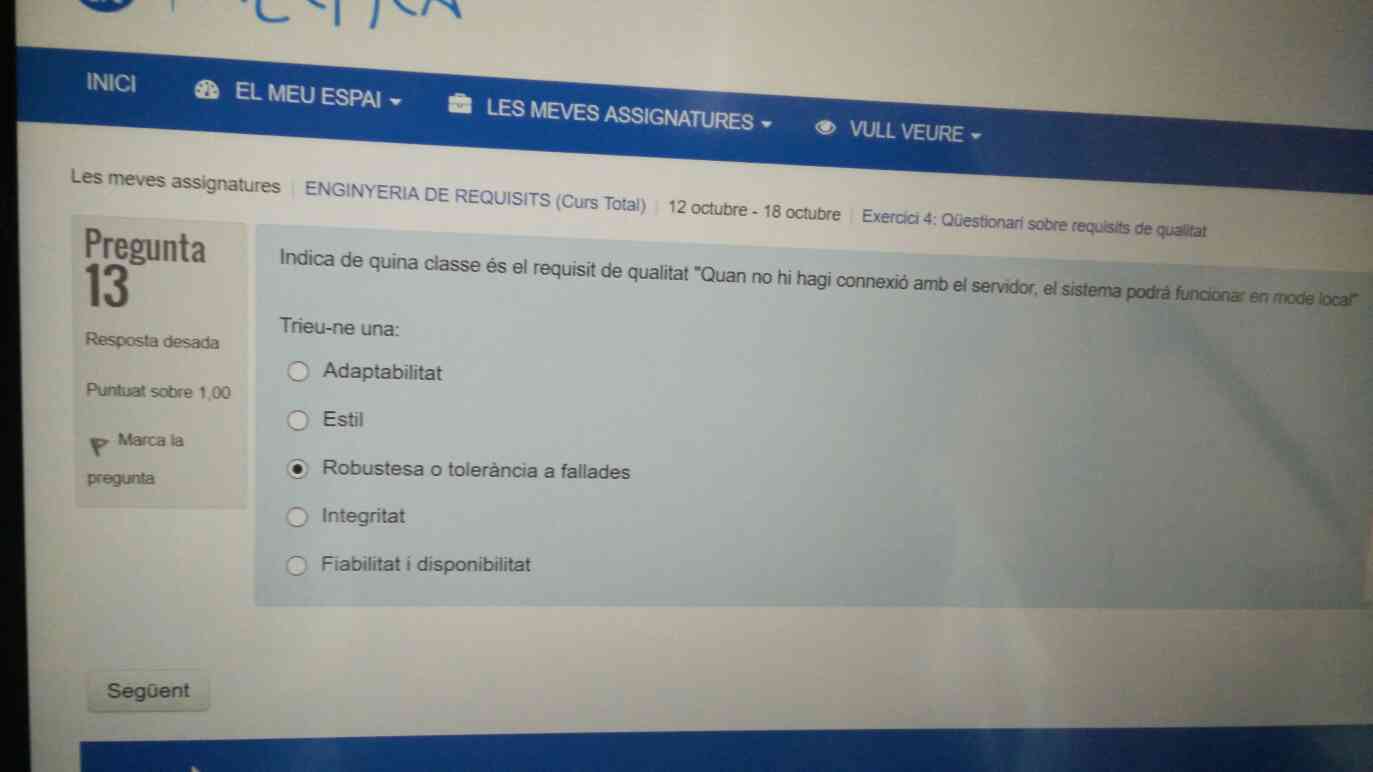 INICI EL MEU ESPAI LES MEVES ASSIGNATURES VULL VEURE
Les meves assignatures ENGINYERIA DE REQUISITS (Curs Total) 12 octubre - 18 octubre Exercici 4: Qüestionari sobre requisits de qualitat
Pregunta
13
Resposta desada
Puntuat sobre 1,00
Marca la
pregunta
Indica de quina classe és el requisit de qualitat "Quan no hi hagi connexió amb el servidor, el sistema podrà funcionar en mode local"
Trieu-ne una:
Adaptabilitat
Estil
Robustesa o tolerància a fallades
Integritat
Fiabilitat i disponibilitat
Següent